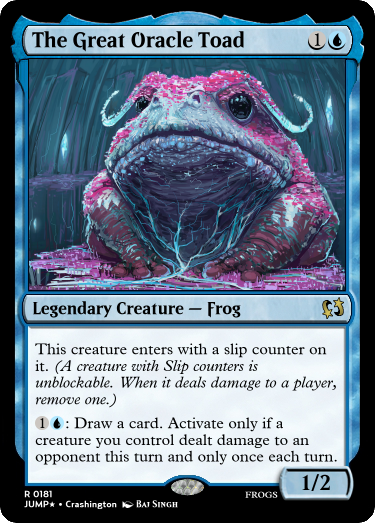 The Great Oracle Toad 1
Legendary Creature — Frog
This creature enters with a slip counter on
it. (A creature with Slip counters is
unblockable. When it deals damage to a player,
remove one.)
1: Draw a card. Activate only if a
creature you control dealt damage to an
opponent this turn and only once each turn.
1/2
R 0181
JUMP★ • Crashington Baj Singh
FROGS